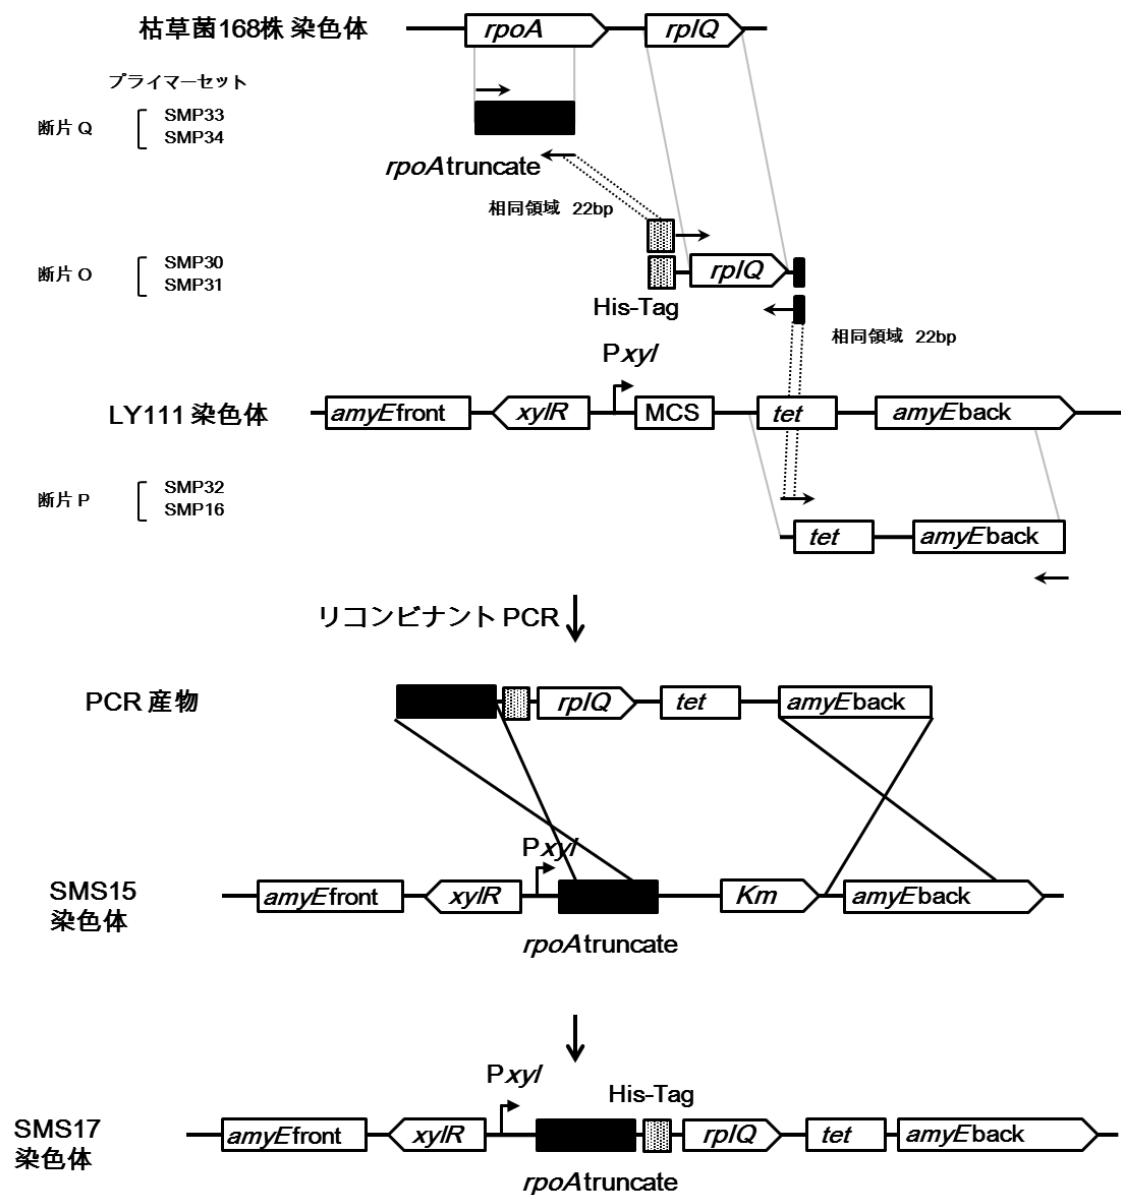 枯草菌168株 染色体
rpoA
rplQ
プライマーセット
断片 Q
SMP33
SMP34
rpoAtruncate
相同領域 22bp
断片 O
SMP30
SMP31
rplQ
His-Tag
相同領域 22bp
Pxyl
LY111 染色体
amyEfront
xylR
MCS
tet
amyEback
断片 P
SMP32
SMP16
tet
amyEback
リコンビナント PCR
PCR 産物
rplQ
tet
amyEback
Pxyl
SMS15
染色体
amyEfront
xylR
Km
amyEback
rpoAtruncate
Pxyl
His-Tag
SMS17
染色体
amyEfront
xylR
rplQ
tet
amyEback
rpoAtruncate